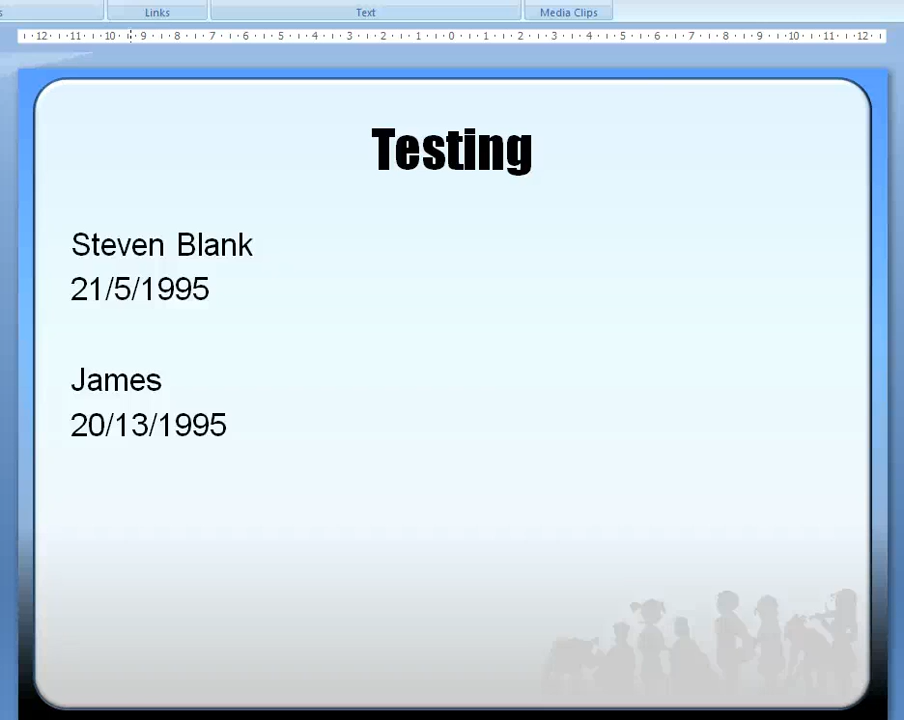 Links Text Media Clips
12 11 10 9 8 7 6 5 4 3 2 1 0 1 2 3 4 5 6 7 8 9 10 11 12
Testing
Steven Blank
21/5/1995
James
20/13/1995